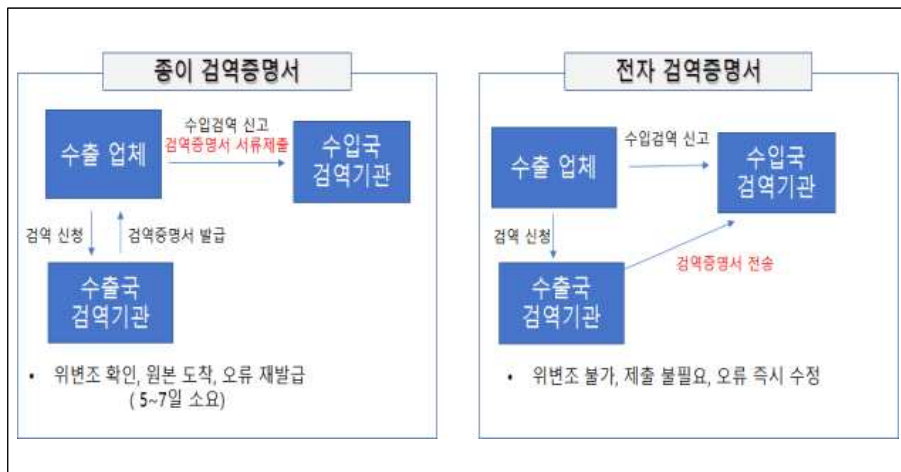 종이 검역증명서
수출 업체
수입검역 신고
검역증명서 서류제출
수입국
검역기관
검역 신청
검역증명서 발급
수출국
검역기관
• 위변조 확인, 원본 도착, 오류 재발급
( 5~7일 소요)
전자 검역증명서
수출 업체
수입검역 신고
수입국
검역기관
검역 신청
검역증명서 전송
수출국
검역기관
• 위변조 불가, 제출 불필요, 오류 즉시 수정